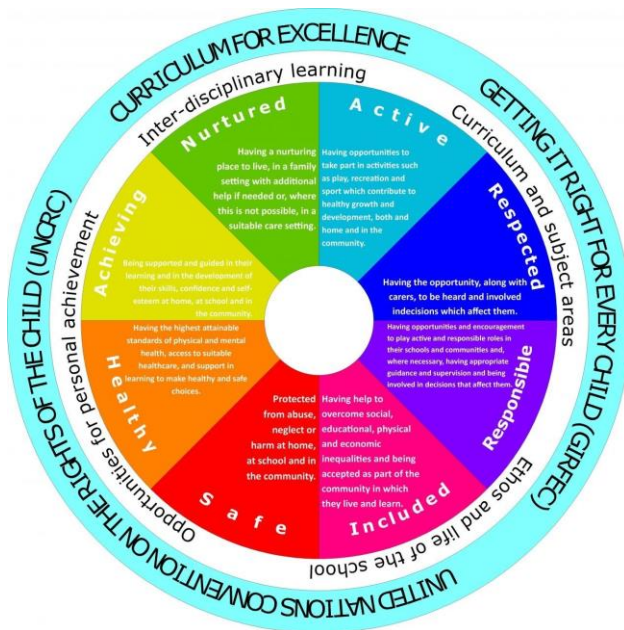 CURRICULUM FOR EXCELLENCE
GETTING IT RIGHT FOR EVERY CHILD (GIRFEC)
UNITED NATIONS CONVENTION ON THE RIGHTS OF THE CHILD (UNCRC)
Inter-disciplinary learning
Curriculum and subject areas
Ethos and life of the school
Opportunities for personal achievement
Nurtured
Having a nurturing
place to live, in a family
setting with additional
help if needed or, where
this is not possible, in a
suitable care setting.
Active
Having opportunities to
take part in activities such
as play, recreation and
sport which contribute to
healthy growth and
development, both and
home and in the
community.
Respected
Having the opportunity, along with
carers, to be heard and involved
indecisions which affect them.
Responsible
Having opportunities and encouragement
to play active and responsible roles in
their schools and communities and,
where necessary, having appropriate
guidance and supervision and being
involved in decisions that affect them.
Included
Having help to
overcome social,
educational, physical
and economic
inequalities and being
accepted as part of the
community in which
they live and learn.
Safe
Protected
from abuse,
neglect or
harm at home,
at school and in
the community.
Healthy
Having the highest attainable
standards of physical and mental
health, access to suitable
healthcare, and support in
learning to make healthy and safe
choices.
Achieving
Being supported and guided in their
learning and in the development of
their skills, confidence and self-
esteem at home, at school and in
the community.